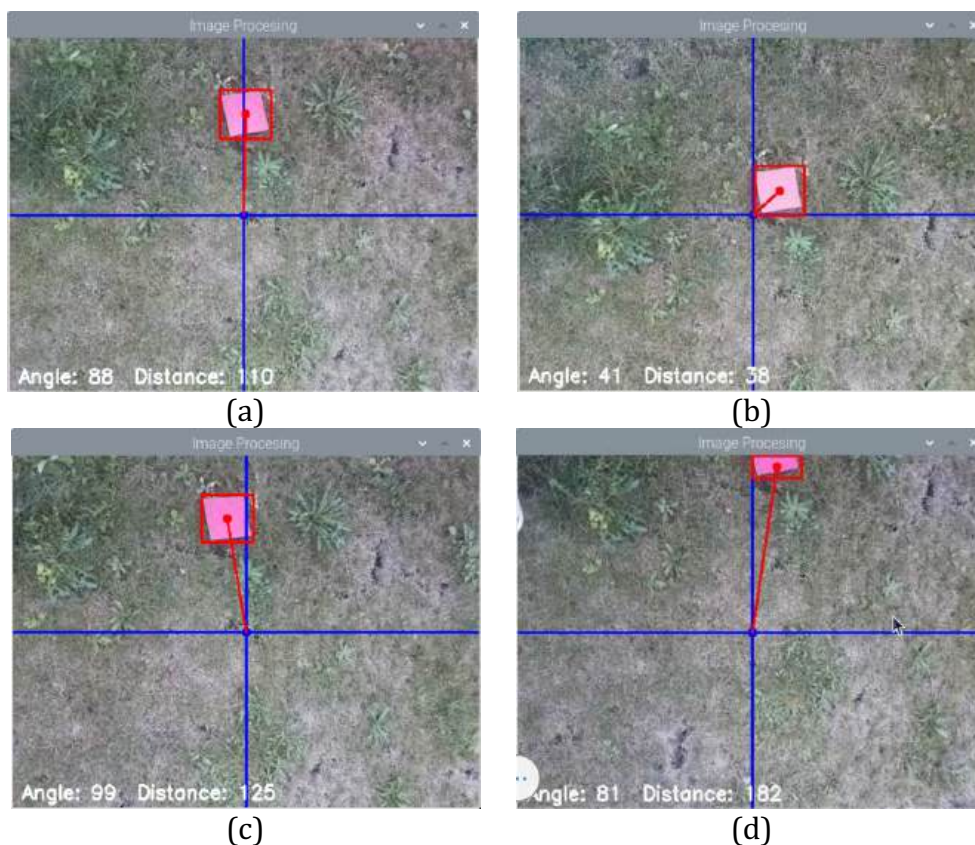 Image Procesing
Angle: 88 Distance: 110
(a)
Image Procesing
Angle: 41 Distance: 38
(b)
Image Procesing
Angle: 99 Distance: 125
(c)
Image Procesing
Angle: 81 Distance: 182
(d)